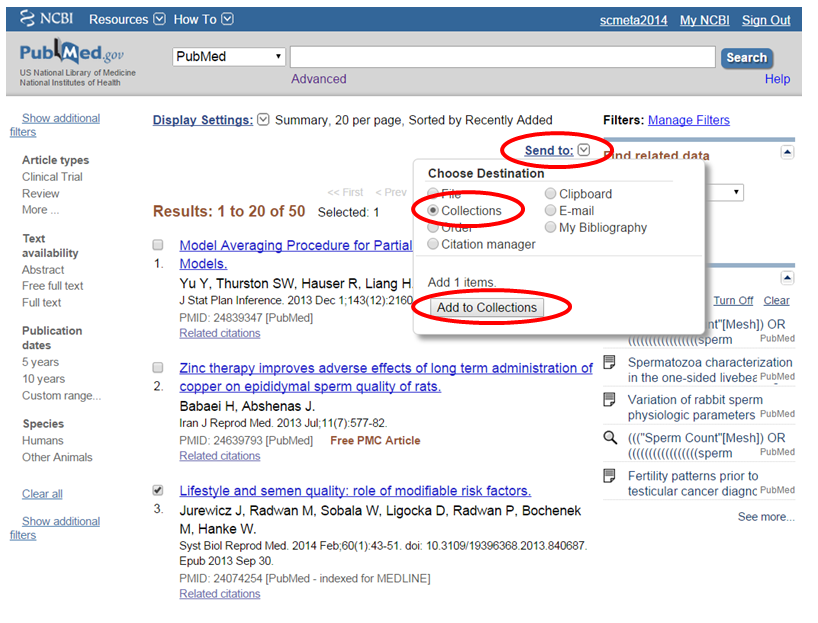 NCBI Resources How To scmeta2014 My NCBI Sign Out
PubMed.gov
US National Library of Medicine
National Institutes of Health
PubMed
Search
Advanced
Help
Show additional
filters
Article types
Clinical Trial
Review
More ...
Text
availability
Abstract
Free full text
Full text
Publication
dates
5 years
10 years
Custom range...
Species
Humans
Other Animals
Clear all
Show additional
filters
Display Settings: Summary, 20 per page, Sorted by Recently Added
Send to:
Choose Destination
File
Clipboard
Collections
E-mail
Order
My Bibliography
Citation manager
Add 1 items.
Add to Collections
<< First < Prev
Results: 1 to 20 of 50 Selected: 1
1.
Model Averaging Procedure for Partial
Models.
Yu Y, Thurston SW, Hauser R, Liang H.
J Stat Plan Inference. 2013 Dec 1;143(12):2160
PMID: 24839347 [PubMed]
Related citations
2.
Zinc therapy improves adverse effects of long term administration of
copper on epididymal sperm quality of rats.
Babaei H, Abshenas J.
Iran J Reprod Med. 2013 Jul;11(7):577-82.
PMID: 24639793 [PubMed] Free PMC Article
Related citations
3.
Lifestyle and semen quality: role of modifiable risk factors.
Jurewicz J, Radwan M, Sobala W, Ligocka D, Radwan P, Bochenek
M, Hanke W.
Syst Biol Reprod Med. 2014 Feb;60(1):43-51. doi: 10.3109/19396368.2013.840687.
Epub 2013 Sep 30.
PMID: 24074254 [PubMed - indexed for MEDLINE]
Related citations
Filters: Manage Filters
Find related data
Turn Off Clear
nt"[Mesh]) OR
(((((((((((((((((sperm PubMed
Spermatozoa characterization
in the one-sided livebea PubMed
Variation of rabbit sperm
physiologic parameters PubMed
((("Sperm Count"[Mesh]) OR
(((((((((((((((((sperm PubMed
Fertility patterns prior to
testicular cancer diagnc PubMed
See more...